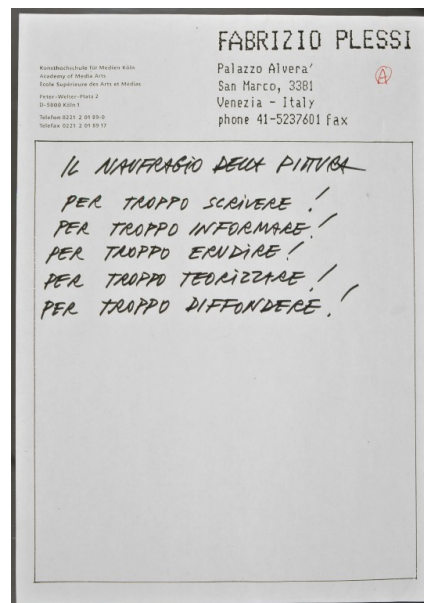 Kunsthochschule für Medien Köln
Academy of Media Arts
Ecole Supérieure des Arts et Médias
Peter-Welter-Platz 2
D-5000 Köln 1
Telefon 0221 2 01 89-0
Telefax 0221 2 01 89 17
FABRIZIO PLESSI
Palazzo Alvera'
San Marco, 3381
Venezia - Italy
phone 41-5237601 fax
A
IL NAUFRAGIO DELLA PITTURA
PER TROPPO SCRIVERE!
PER TROPPO INFORMARE!
PER TROPPO ERUDIRE!
PER TROPPO TEORIZZARE!
PER TROPPO DIFFONDERE!